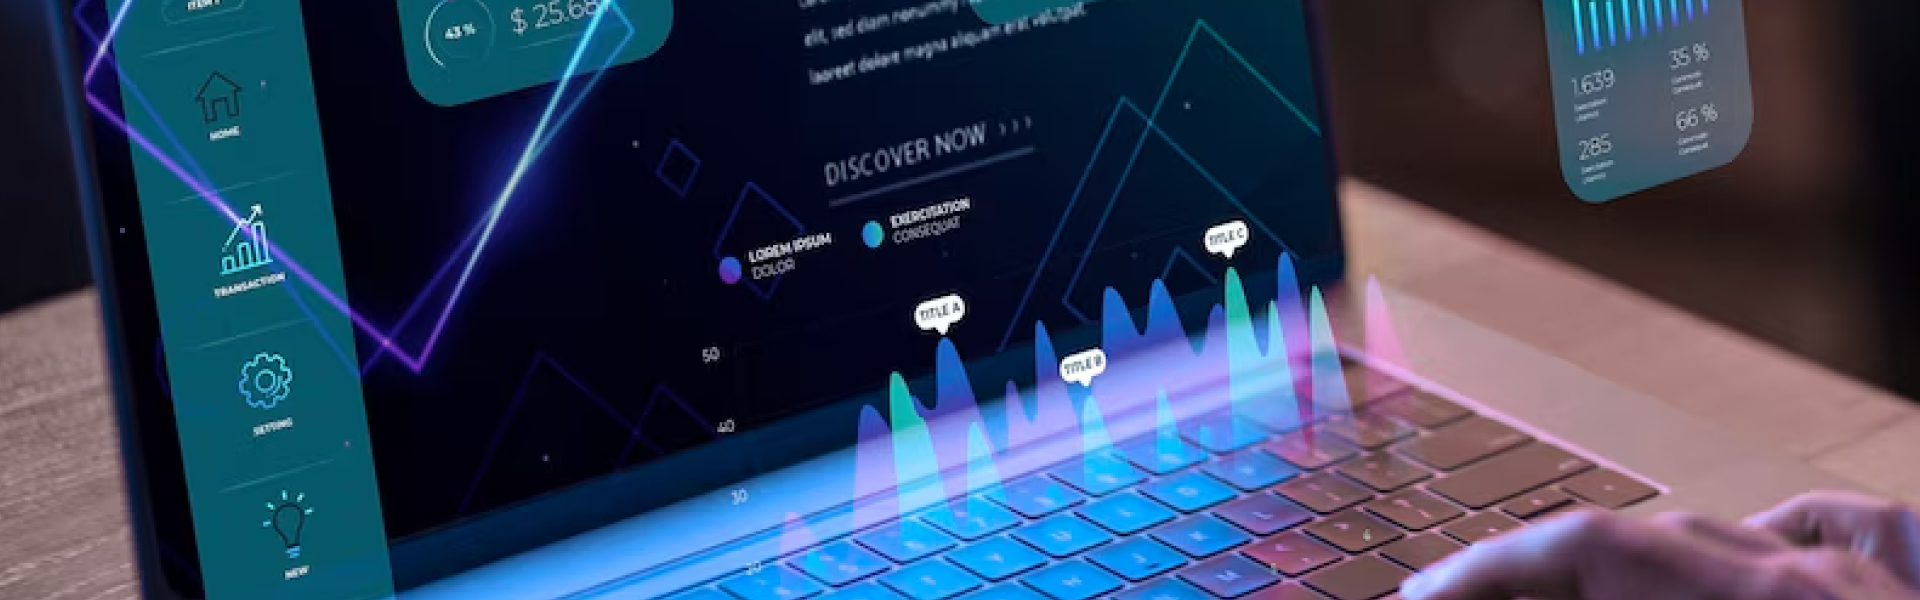 ITEM 1
HOME
TRANSACTION
SETTING
NEW
43 %
$ 25.68
elit, sed diam nonummy
erat volutpat.
laoreet dolore magna aliquam
DISCOVER NOW >>>
LOREM IPSUM
DOLOR
EXERCITATION
CONSEQUAT
TITLE A
TITLE B
TITLE C
50
40
30
20
1.639
35 %
285
66 %